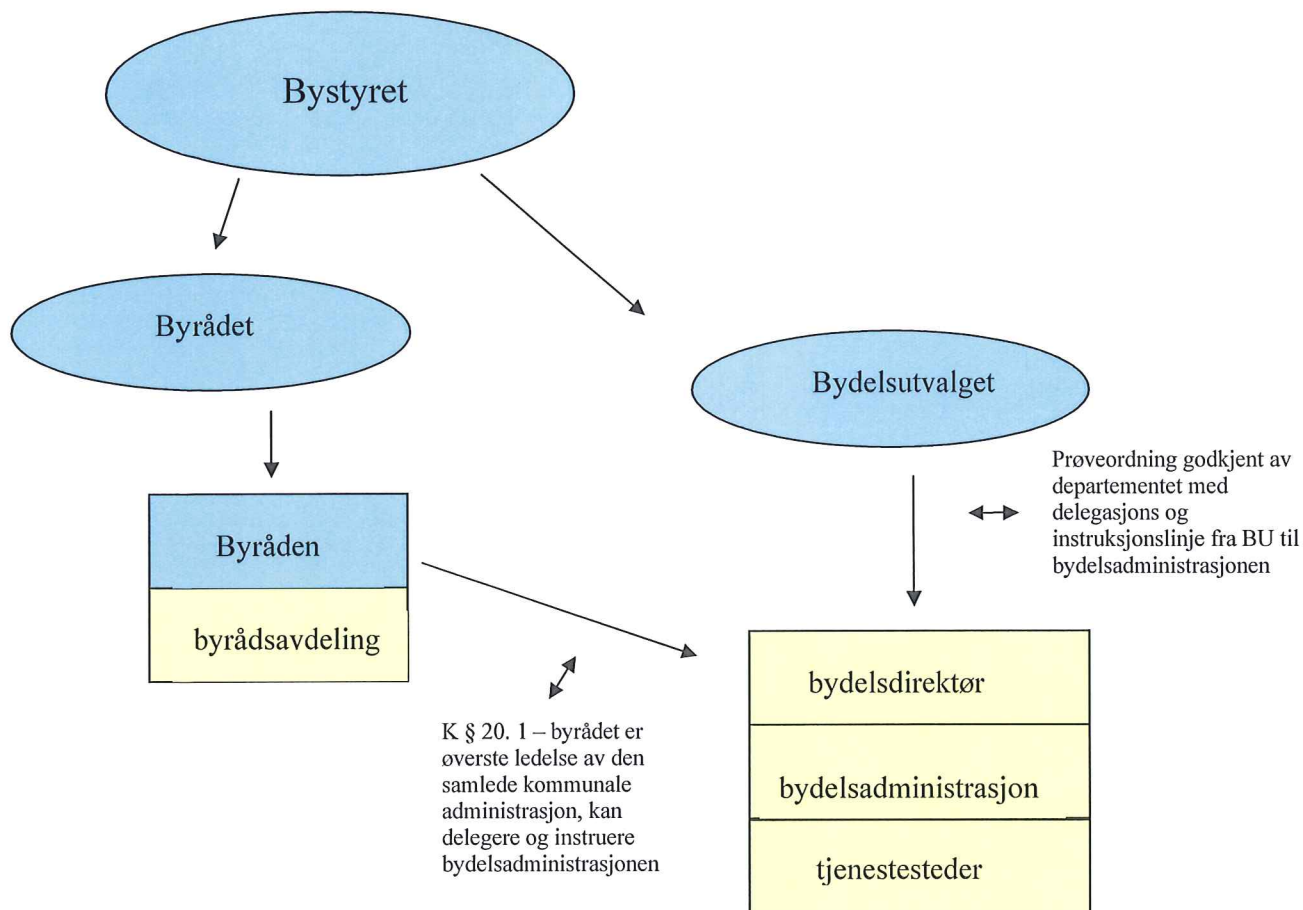 Bystyret
Byrådet
Bydelsutvalget
Prøveordning godkjent av
departementet med
delegasjons og
instruksjonslinje fra BU til
bydelsadministrasjonen
Byråden
byrådsavdeling
bydelsdirektør
K § 20. 1 – byrådet er
øverste ledelse av den
samlede kommunale
administrasjon, kan
delegere og instruere
bydelsadministrasjonen
bydelsadministrasjon
tjenestesteder